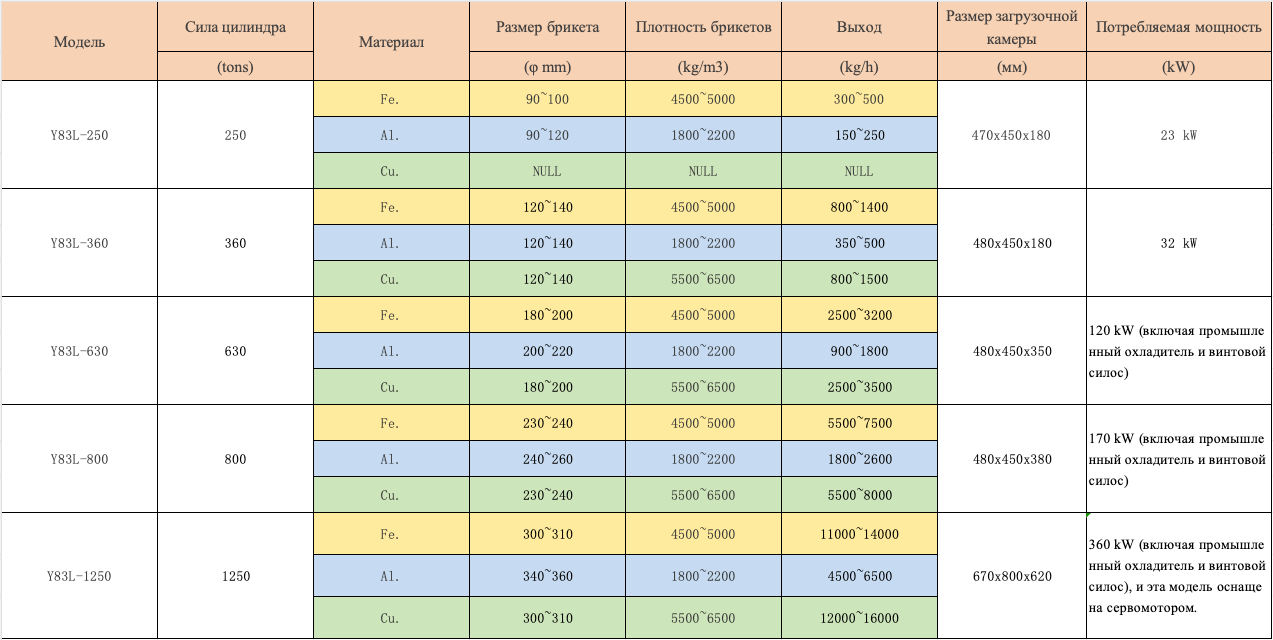 Модель
Сила цилиндра
Материал
Размер брикета
Плотность брикетов
Выход
Размер загрузочной
камеры
Потребляемая мощность
(tons)
(φ mm)
(kg/m3)
(kg/h)
(мм)
(kW)
Y83L-250
250
Fe.
90~100
4500~5000
300~500
470x450x180
23 kW
Al.
90~120
1800~2200
150~250
Cu.
NULL
NULL
NULL
Y83L-360
360
Fe.
120~140
4500~5000
800~1400
480x450x180
32 kW
Al.
120~140
1800~2200
350~500
Cu.
120~140
5500~6500
800~1500
Y83L-630
630
Fe.
180~200
4500~5000
2500~3200
480x450x350
120 kW (включая промышле
нный охладитель и винтовой
силос)
Al.
200~220
1800~2200
900~1800
Cu.
180~200
5500~6500
2500~3500
Y83L-800
800
Fe.
230~240
4500~5000
5500~7500
480x450x380
170 kW (включая промышле
нный охладитель и винтовой
силос)
Al.
240~260
1800~2200
1800~2600
Cu.
230~240
5500~6500
5500~8000
Y83L-1250
1250
Fe.
300~310
4500~5000
11000~14000
670x800x620
360 kW (включая промышле
нный охладитель и винтовой
силос), и эта модель оснаще
на сервомотором.
Al.
340~360
1800~2200
4500~6500
Cu.
300~310
5500~6500
12000~16000